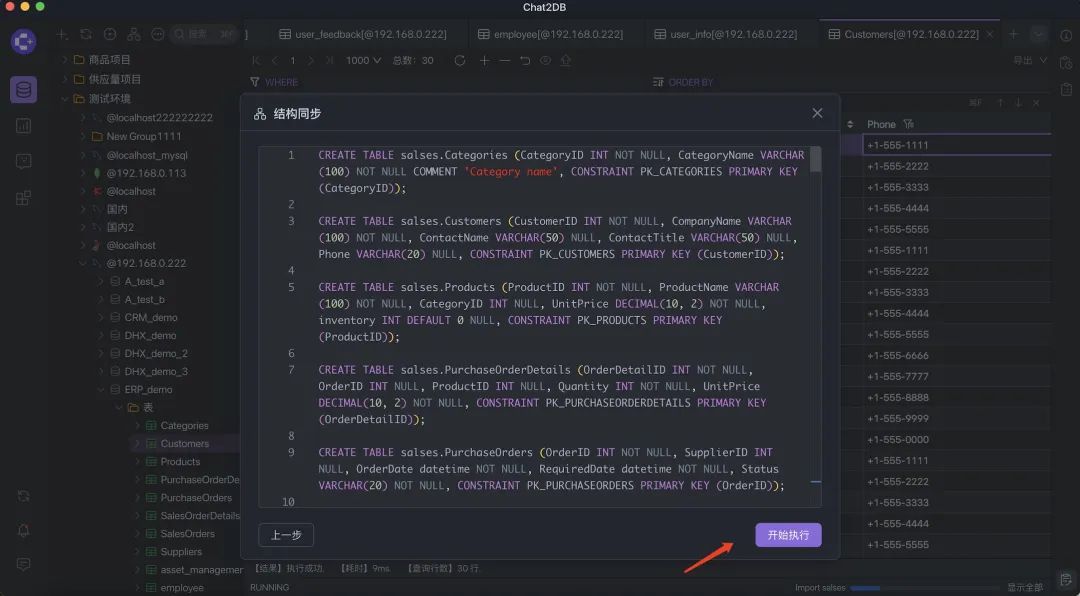 Chat2DB
搜索 ⌘P
user_feedback[@192.168.0.222]
employee[@192.168.0.222]
user_info[@192.168.0.222]
Customers[@192.168.0.222]
商品项目
供应量项目
测试环境
@localhost222222222
New Group1111
@localhost_mysql
@192.168.0.113
@localhost
国内
国内2
@localhost
@192.168.0.222
A_test_a
A_test_b
CRM_demo
DHX_demo
DHX_demo_2
DHX_demo_3
ERP_demo
表
Categories
Customers
Products
PurchaseOrderDe
PurchaseOrders
SalesOrderDetails
SalesOrders
Suppliers
asset_managemer
employee
1 1000 总数: 30
导出
WHERE
ORDER BY
⌘F
结构同步
1 CREATE TABLE salses.Categories (CategoryID INT NOT NULL, CategoryName VARCHAR
(100) NOT NULL COMMENT 'Category name', CONSTRAINT PK_CATEGORIES PRIMARY KEY
(CategoryID));
2
3 CREATE TABLE salses.Customers (CustomerID INT NOT NULL, CompanyName VARCHAR
(100) NOT NULL, ContactName VARCHAR(50) NULL, ContactTitle VARCHAR(50) NULL,
Phone VARCHAR(20) NULL, CONSTRAINT PK_CUSTOMERS PRIMARY KEY (CustomerID));
4
5 CREATE TABLE salses.Products (ProductID INT NOT NULL, ProductName VARCHAR
(100) NOT NULL, CategoryID INT NULL, UnitPrice DECIMAL(10, 2) NOT NULL,
inventory INT DEFAULT 0 NULL, CONSTRAINT PK_PRODUCTS PRIMARY KEY
(ProductID));
6
7 CREATE TABLE salses.PurchaseOrderDetails (OrderDetailID INT NOT NULL,
OrderID INT NULL, ProductID INT NULL, Quantity INT NOT NULL, UnitPrice
DECIMAL(10, 2) NOT NULL, CONSTRAINT PK_PURCHASEORDERDETAILS PRIMARY KEY
(OrderDetailID));
8
9 CREATE TABLE salses.PurchaseOrders (OrderID INT NOT NULL, SupplierID INT
NULL, OrderDate datetime NOT NULL, RequiredDate datetime NOT NULL, Status
VARCHAR(20) NOT NULL, CONSTRAINT PK_PURCHASEORDERS PRIMARY KEY (OrderID));
10
上一步
开始执行
Phone
+1-555-1111
+1-555-2222
+1-555-3333
+1-555-4444
+1-555-5555
+1-555-1111
+1-555-2222
+1-555-3333
+1-555-4444
+1-555-5555
+1-555-6666
+1-555-7777
+1-555-8888
+1-555-9999
+1-555-0000
+1-555-1111
+1-555-2222
+1-555-3333
+1-555-4444
+1-555-5555
【结果】执行成功. 【耗时】9ms. 【查询行数】30 行.
RUNNING
Import salses
显示全部